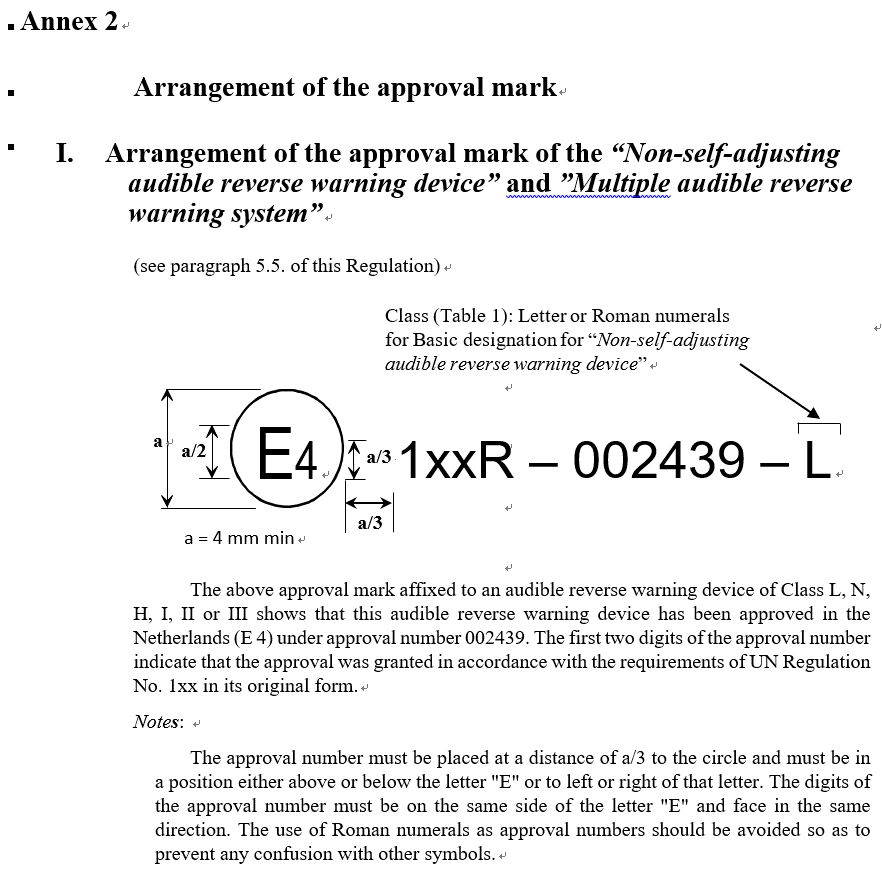 Annex 2
Arrangement of the approval mark
I. Arrangement of the approval mark of the “Non-self-adjusting
audible reverse warning device” and ”Multiple audible reverse
warning system”
(see paragraph 5.5. of this Regulation)
Class (Table 1): Letter or Roman numerals
for Basic designation for “Non-self-adjusting
audible reverse warning device”
a
a/2
E4
a/3
1xxR – 002439 – L
a/3
a = 4 mm min
The above approval mark affixed to an audible reverse warning device of Class L, N,
H, I, II or III shows that this audible reverse warning device has been approved in the
Netherlands (E 4) under approval number 002439. The first two digits of the approval number
indicate that the approval was granted in accordance with the requirements of UN Regulation
No. 1xx in its original form.
Notes:
The approval number must be placed at a distance of a/3 to the circle and must be in
a position either above or below the letter "E" or to left or right of that letter. The digits of
the approval number must be on the same side of the letter "E" and face in the same
direction. The use of Roman numerals as approval numbers should be avoided so as to
prevent any confusion with other symbols.